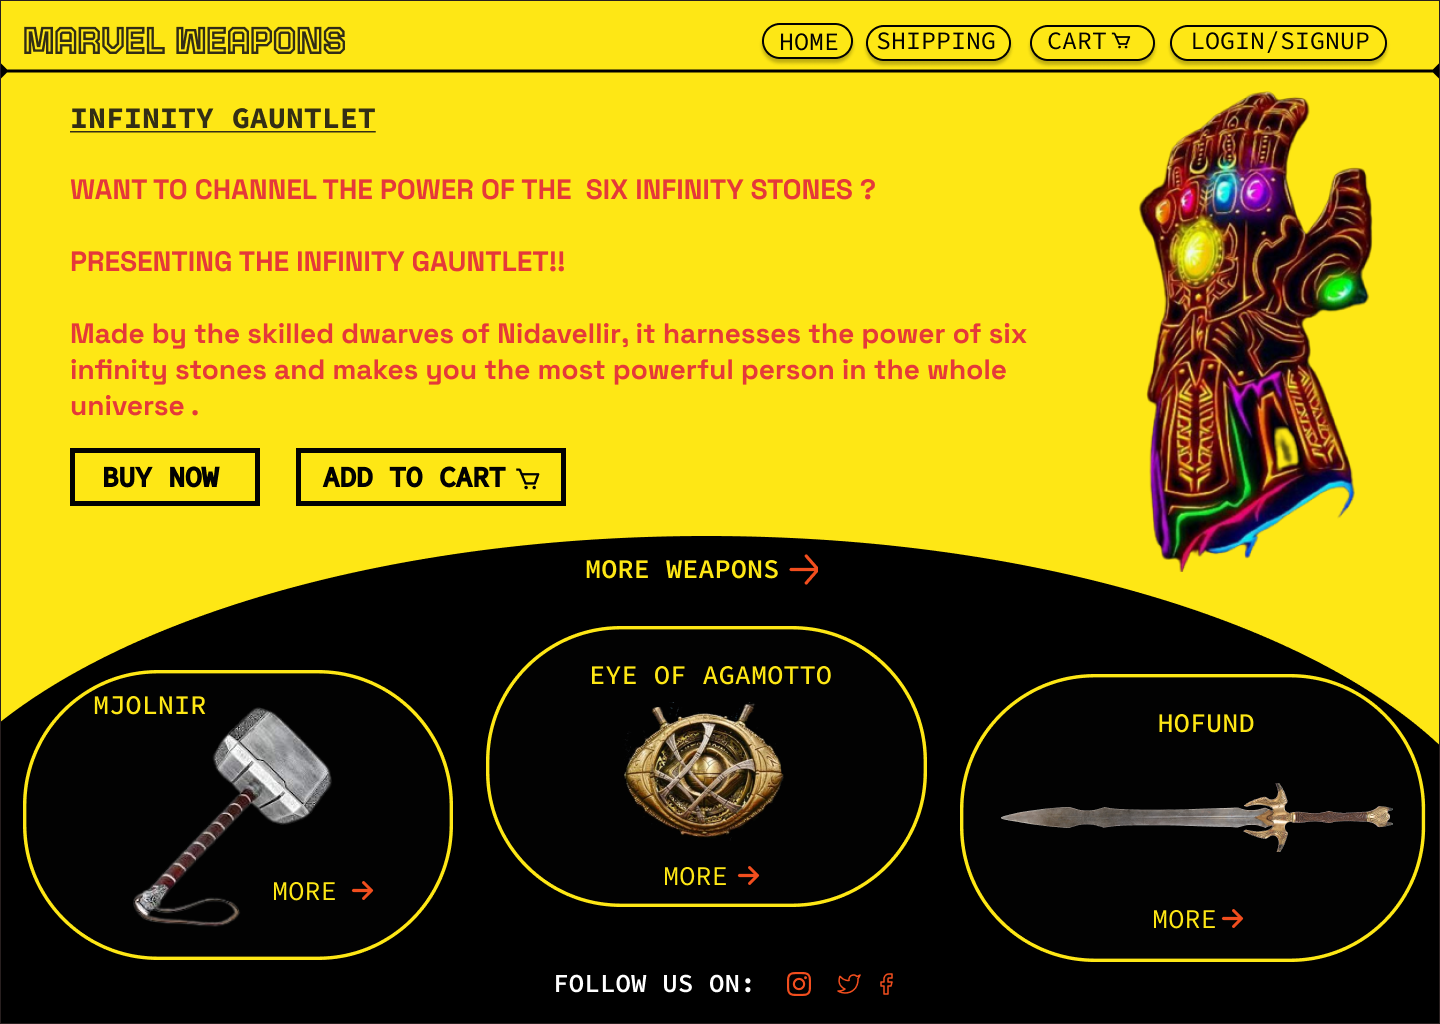 MARVEL WEAPONS
HOME
SHIPPING
CART
LOGIN/SIGNUP
INFINITY GAUNTLET
WANT TO CHANNEL THE POWER OF THE SIX INFINITY STONES ?
PRESENTING THE INFINITY GAUNTLET!!
Made by the skilled dwarves of Nidavellir, it harnesses the power of six
infinity stones and makes you the most powerful person in the whole
universe .
BUY NOW
ADD TO CART
MORE WEAPONS
MJOLNIR
MORE
EYE OF AGAMOTTO
MORE
HOFUND
MORE
FOLLOW US ON: